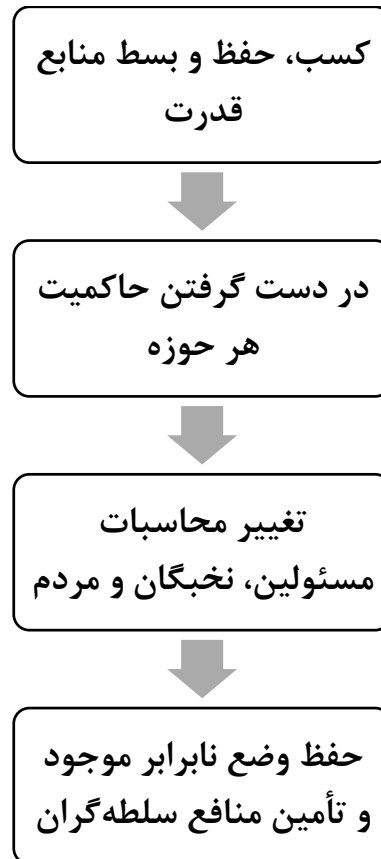 کسب، حفظ و بسط منابع
قدرت
در دست گرفتن حاکمیت
هر حوزه
تغییر محاسبات
مسئولین، نخبگان و مردم
حفظ وضع نابرابر موجود
و تأمین منافع سلطه‌گران